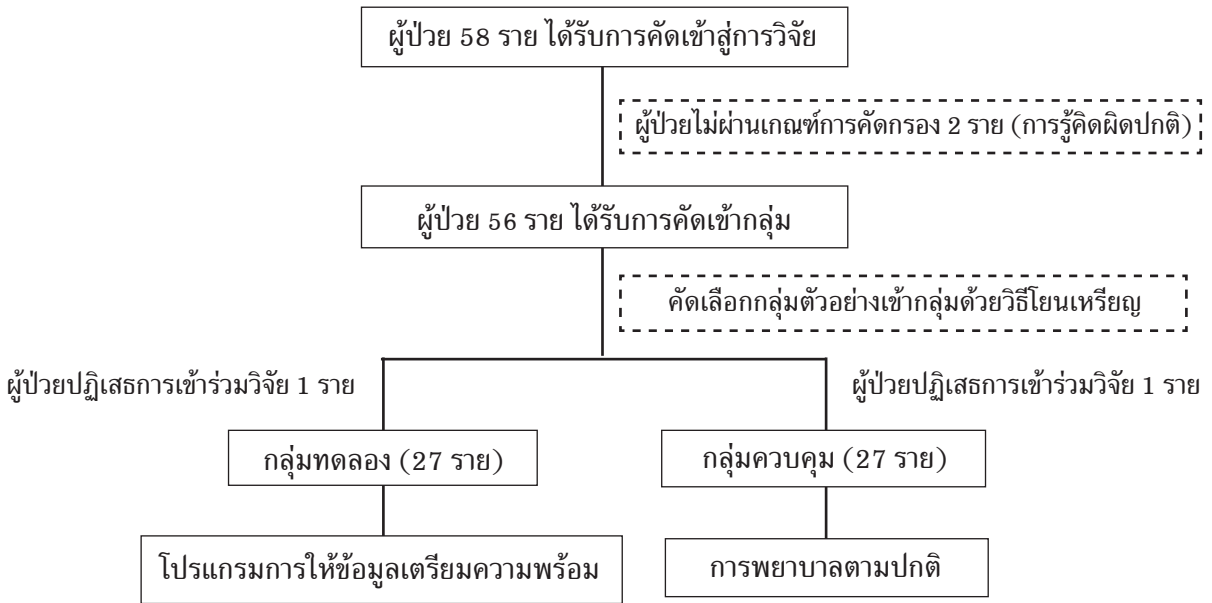 ผู้ป่วย 58 ราย ได้รับการคัดเข้าสู่การวิจัย
ผู้ป่วยไม่ผ่านเกณฑ์การคัดกรอง 2 ราย (การรู้คิดผิดปกติ)
ผู้ป่วย 56 ราย ได้รับการคัดเข้ากลุ่ม
คัดเลือกกลุ่มตัวอย่างเข้ากลุ่มด้วยวิธีโยนเหรียญ
ผู้ป่วยปฏิเสธการเข้าร่วมวิจัย 1 ราย
ผู้ป่วยปฏิเสธการเข้าร่วมวิจัย 1 ราย
กลุ่มทดลอง (27 ราย)
กลุ่มควบคุม (27 ราย)
โปรแกรมการให้ข้อมูลเตรียมความพร้อม
การพยาบาลตามปกติ